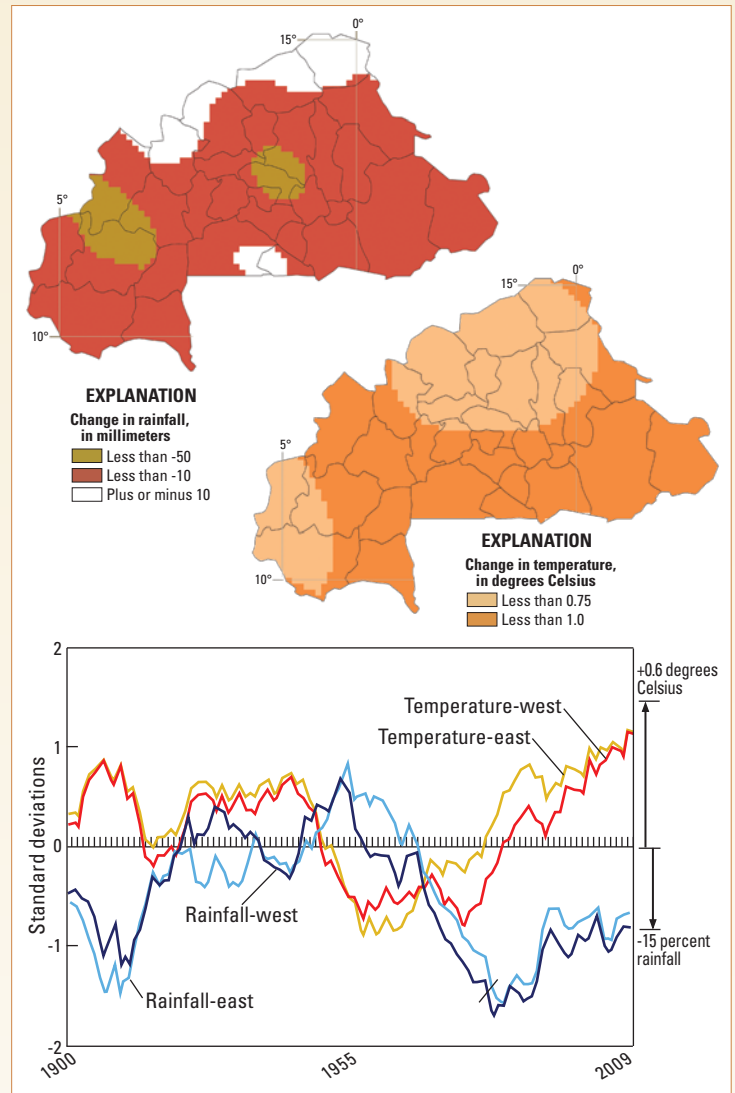 0°
15°
5°
10°
EXPLANATION
Change in rainfall,
in millimeters
Less than -50
Less than -10
Plus or minus 10
0°
15°
5°
10°
EXPLANATION
Change in temperature,
in degrees Celsius
Less than 0.75
Less than 1.0
2
1
0
-1
-2
Standard deviations
1900
1955
2009
Temperature-west
Temperature-east
Rainfall-west
Rainfall-east
+0.6 degrees
Celsius
-15 percent
rainfall